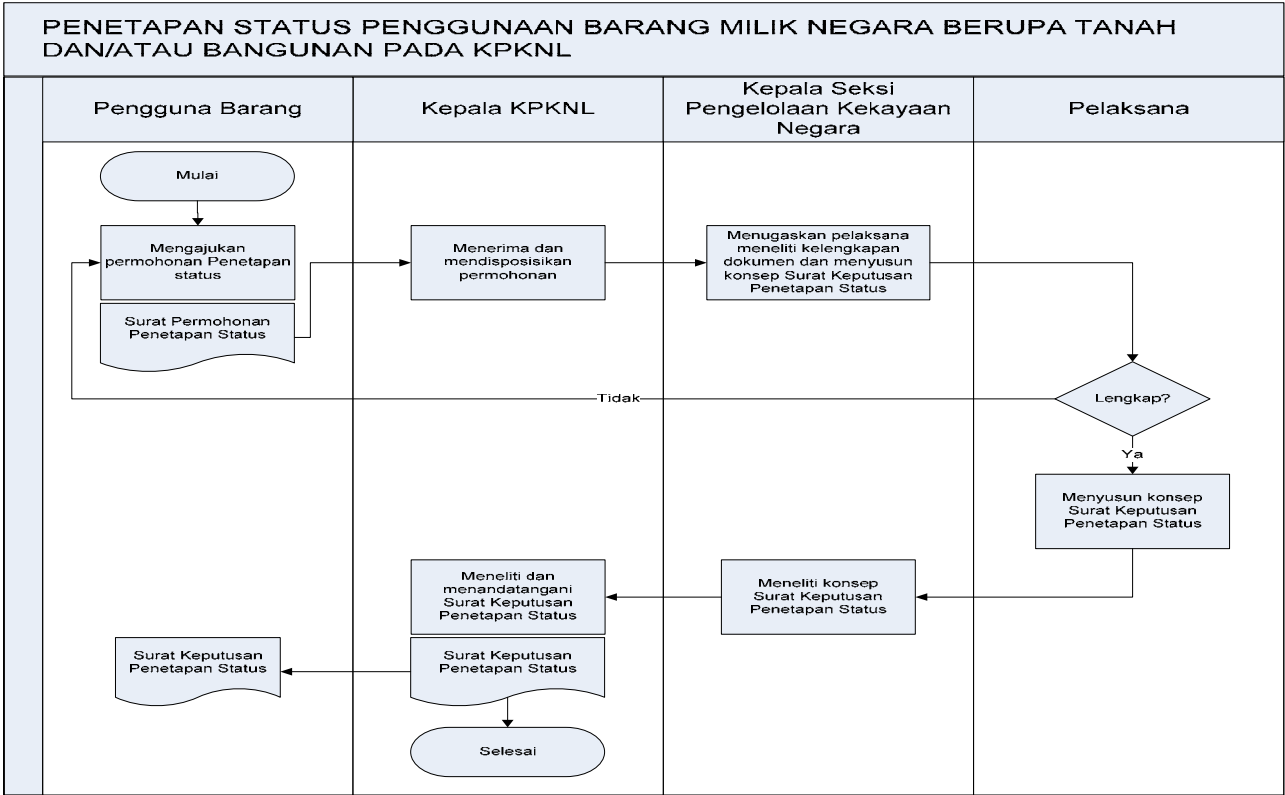 PENETAPAN STATUS PENGGUNAAN BARANG MILIK NEGARA BERUPA TANAH
DAN/ATAU BANGUNAN PADA KPKNL
Pengguna Barang
Kepala KPKNL
Kepala Seksi
Pengelolaan Kekayaan
Negara
Pelaksana
Mulai
Mengajukan
permohonan Penetapan
status
Surat Permohonan
Penetapan Status
Menerima dan
mendisposisikan
permohonan
Menugaskan pelaksana
meneliti kelengkapan
dokumen dan menyusun
konsep Surat Keputusan
Penetapan Status
Lengkap?
Tidak
Ya
Menyusun konsep
Surat Keputusan
Penetapan Status
Meneliti konsep
Surat Keputusan
Penetapan Status
Meneliti dan
menandatangani
Surat Keputusan
Penetapan Status
Surat Keputusan
Penetapan Status
Surat Keputusan
Penetapan Status
Selesai